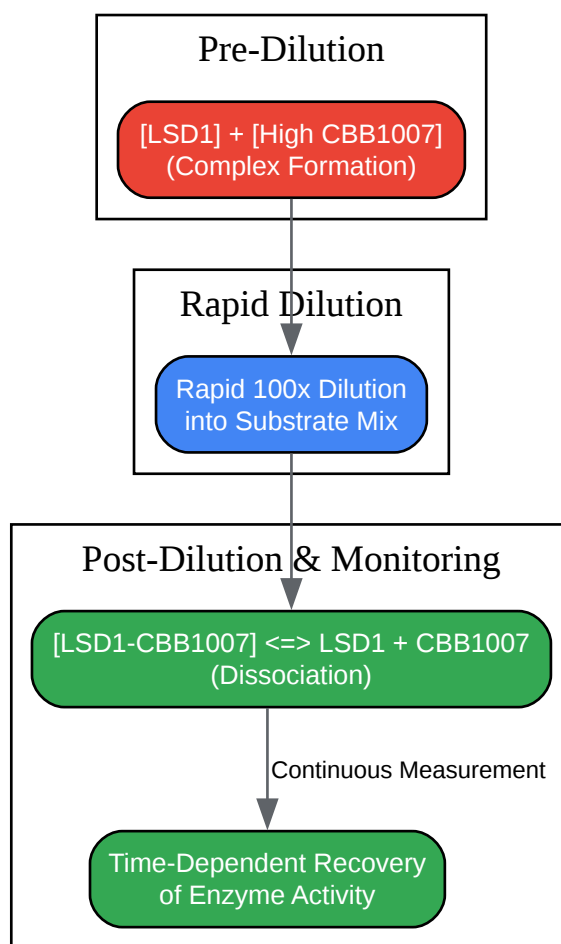 Pre-Dilution
[LSD1] + [High CBB1007]
(Complex Formation)
Rapid Dilution
Rapid 100x Dilution
into Substrate Mix
Post-Dilution & Monitoring
[LSD1-CBB1007] <=> LSD1 + CBB1007
(Dissociation)
Continuous Measurement
Time-Dependent Recovery
of Enzyme Activity